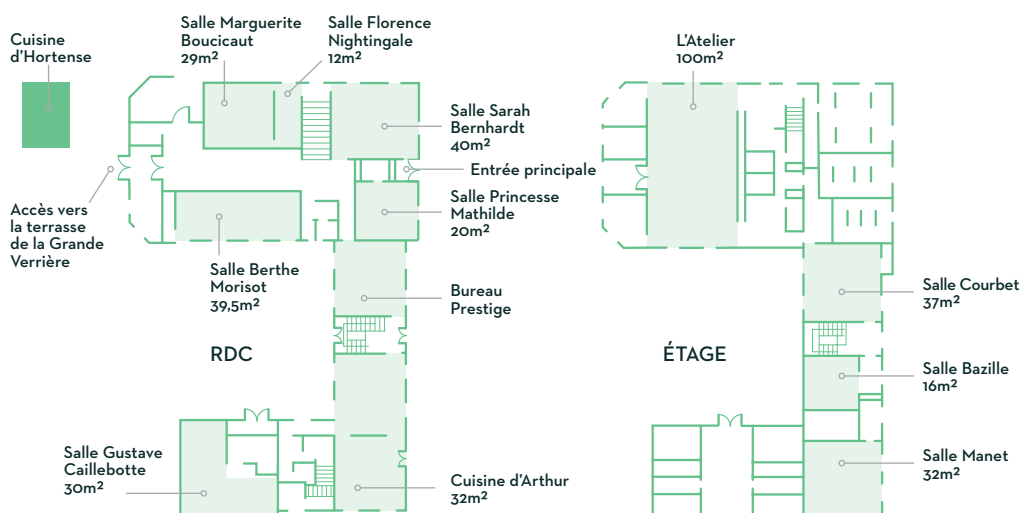 Cuisine
d'Hortense
Salle Marguerite
Boucicaut
29m²
Salle Florence
Nightingale
12m²
Salle Sarah
Bernhardt
40m²
Entrée principale
Salle Princesse
Mathilde
20m²
Accès vers
la terrasse
de la Grande
Verrière
Salle Berthe
Morisot
39,5m²
Bureau
Prestige
RDC
Salle Gustave
Caillebotte
30m²
Cuisine d'Arthur
32m²
L'Atelier
100m²
Salle Courbet
37m²
ÉTAGE
Salle Bazille
16m²
Salle Manet
32m²